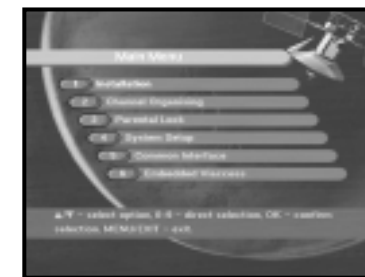 Main Menu
1 Installation
2 Channel Organising
3 Parental Lock
4 System Setup
5 Common Interface
6 Embedded Viaccess
▲/▼ - select option, 0-9 - direct selection, OK - confirm
selection, MENU/EXIT - exit.